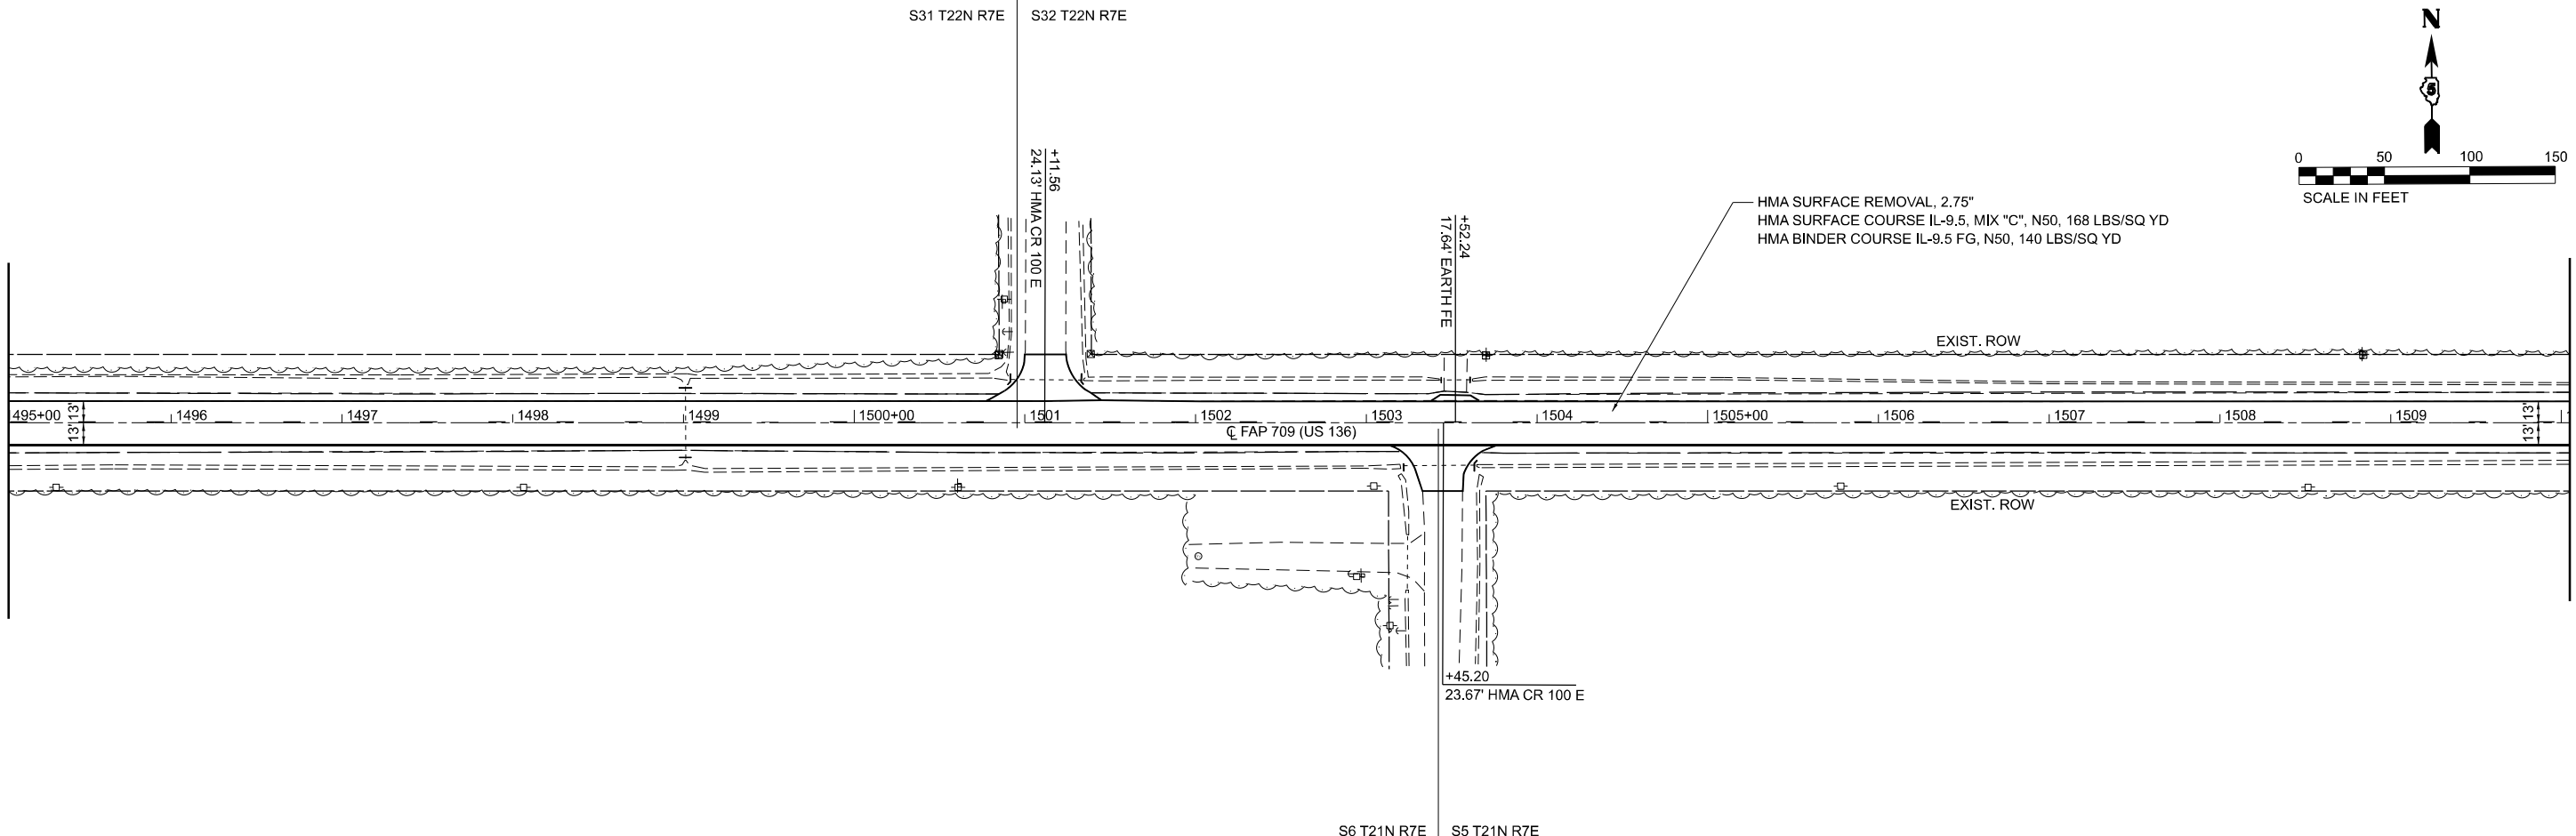 S31 T22N R7E
S32 T22N R7E
N
5
0 50 100 150
SCALE IN FEET
+11.56
24.13' HMA CR 100 E
+52.24
17.64' EARTH FE
HMA SURFACE REMOVAL, 2.75"
HMA SURFACE COURSE IL-9.5, MIX "C", N50, 168 LBS/SQ YD
HMA BINDER COURSE IL-9.5 FG, N50, 140 LBS/SQ YD
EXIST. ROW
495+00 1496 1497 1498 1499 1500+00 1501 1502 1503 1504 1505+00 1506 1507 1508 1509 1
13' 13'
13' 13'
℄ FAP 709 (US 136)
EXIST. ROW
+45.20
23.67' HMA CR 100 E
S6 T21N R7E
S5 T21N R7E